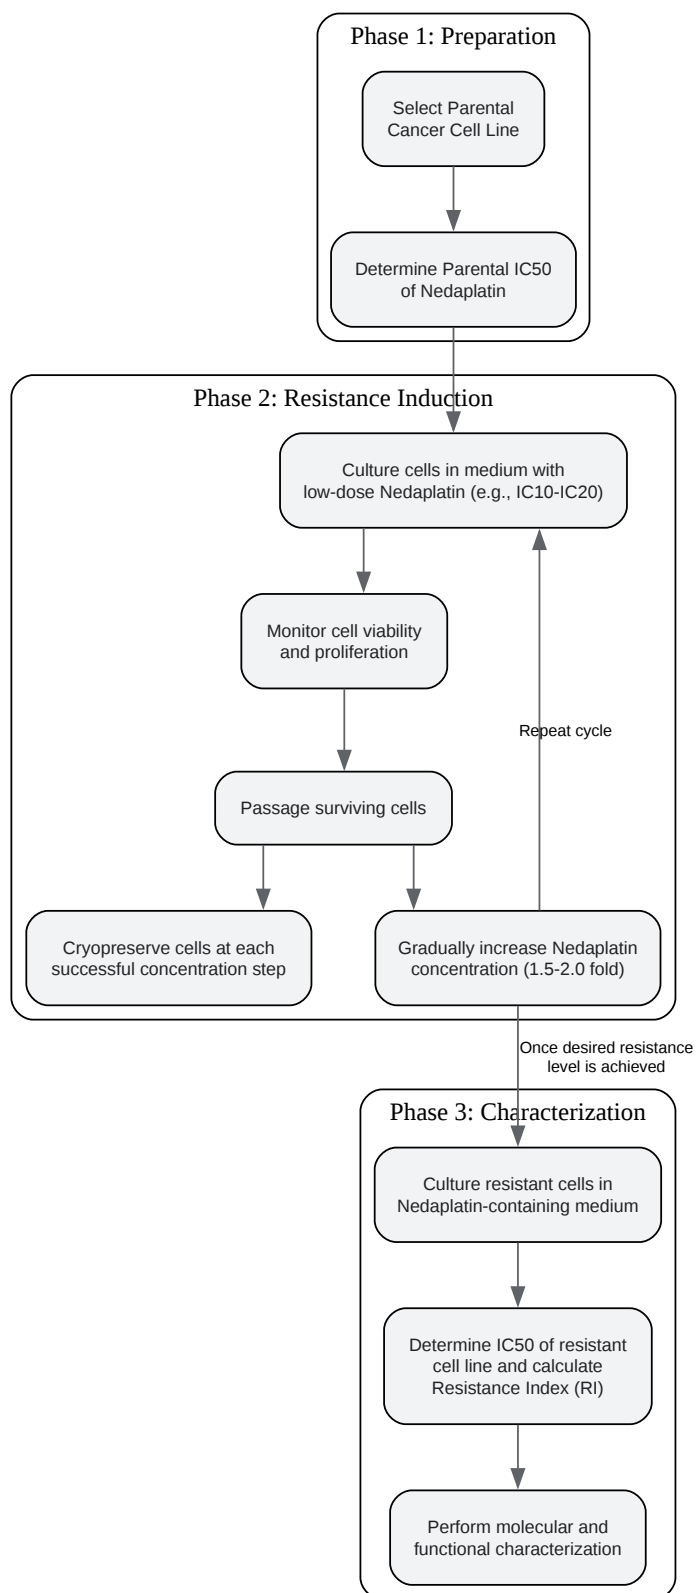 Phase 1: Preparation
Select Parental
Cancer Cell Line
Determine Parental IC50
of Nedaplatin
Phase 2: Resistance Induction
Culture cells in medium with
low-dose Nedaplatin (e.g., IC10-IC20)
Monitor cell viability
and proliferation
Repeat cycle
Passage surviving cells
Cryopreserve cells at each
successful concentration step
Gradually increase Nedaplatin
concentration (1.5-2.0 fold)
Once desired resistance
level is achieved
Phase 3: Characterization
Culture resistant cells in
Nedaplatin-containing medium
Determine IC50 of resistant
cell line and calculate
Resistance Index (RI)
Perform molecular and
functional characterization